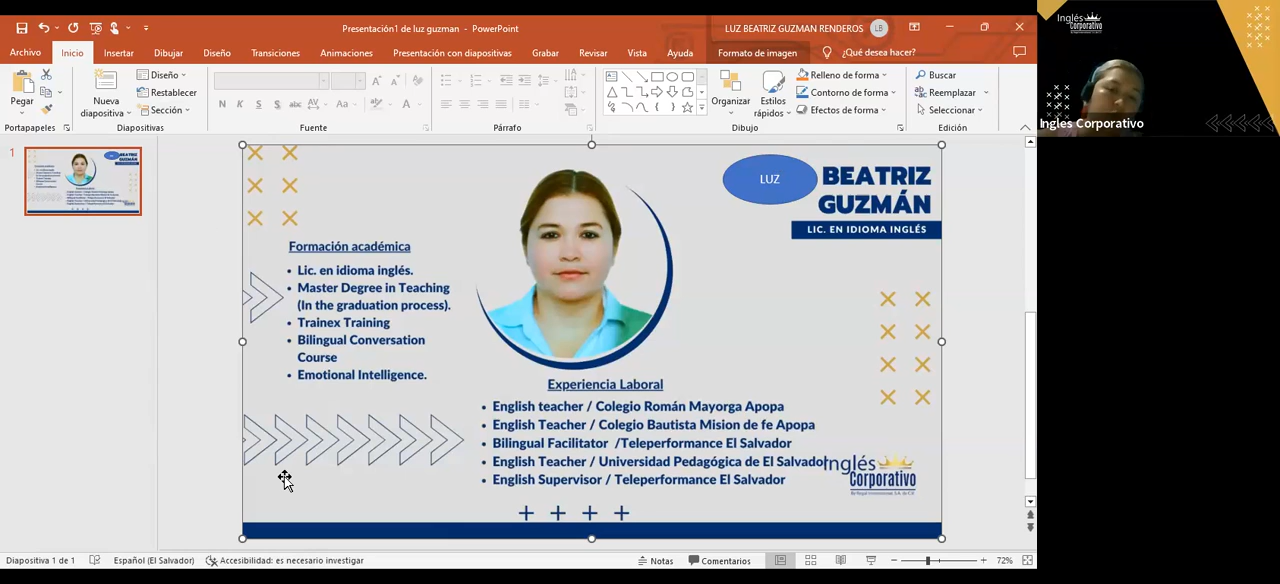 Presentación1 de luz guzman - PowerPoint
LUZ BEATRIZ GUZMAN RENDEROS
LB
Archivo Inicio Insertar Dibujar Diseño Transiciones Animaciones Presentación con diapositivas Grabar Revisar Vista Ayuda Formato de imagen ¿Qué desea hacer?
Pegar
Portapapeles
Nueva
diapositiva
Diseño
Restablecer
Sección
Diapositivas
N K S S abc AV Aa A
Fuente
Párrafo
Organizar
Estilos
rápidos
Relleno de forma
Contorno de forma
Efectos de forma
Dibujo
Buscar
Reemplazar
Seleccionar
Edición
1
LUZ
BEATRIZ
GUZMÁN
LIC. EN IDIOMA INGLÉS
Formación académica
• Lic. en idioma inglés.
• Master Degree in Teaching
(In the graduation process).
• Trainex Training
• Bilingual Conversation
Course
• Emotional Intelligence.
Experiencia Laboral
• English teacher / Colegio Román Mayorga Apopa
• English Teacher / Colegio Bautista Mision de fe Apopa
• Bilingual Facilitator /Teleperformance El Salvador
• English Teacher / Universidad Pedagógica de El Salvador
• English Supervisor / Teleperformance El Salvador
Inglés
Corporativo
Diapositiva 1 de 1 Español (El Salvador) Accesibilidad: es necesario investigar Notas Comentarios 72%
Inglés
Corporativo
Ingles Corporativo